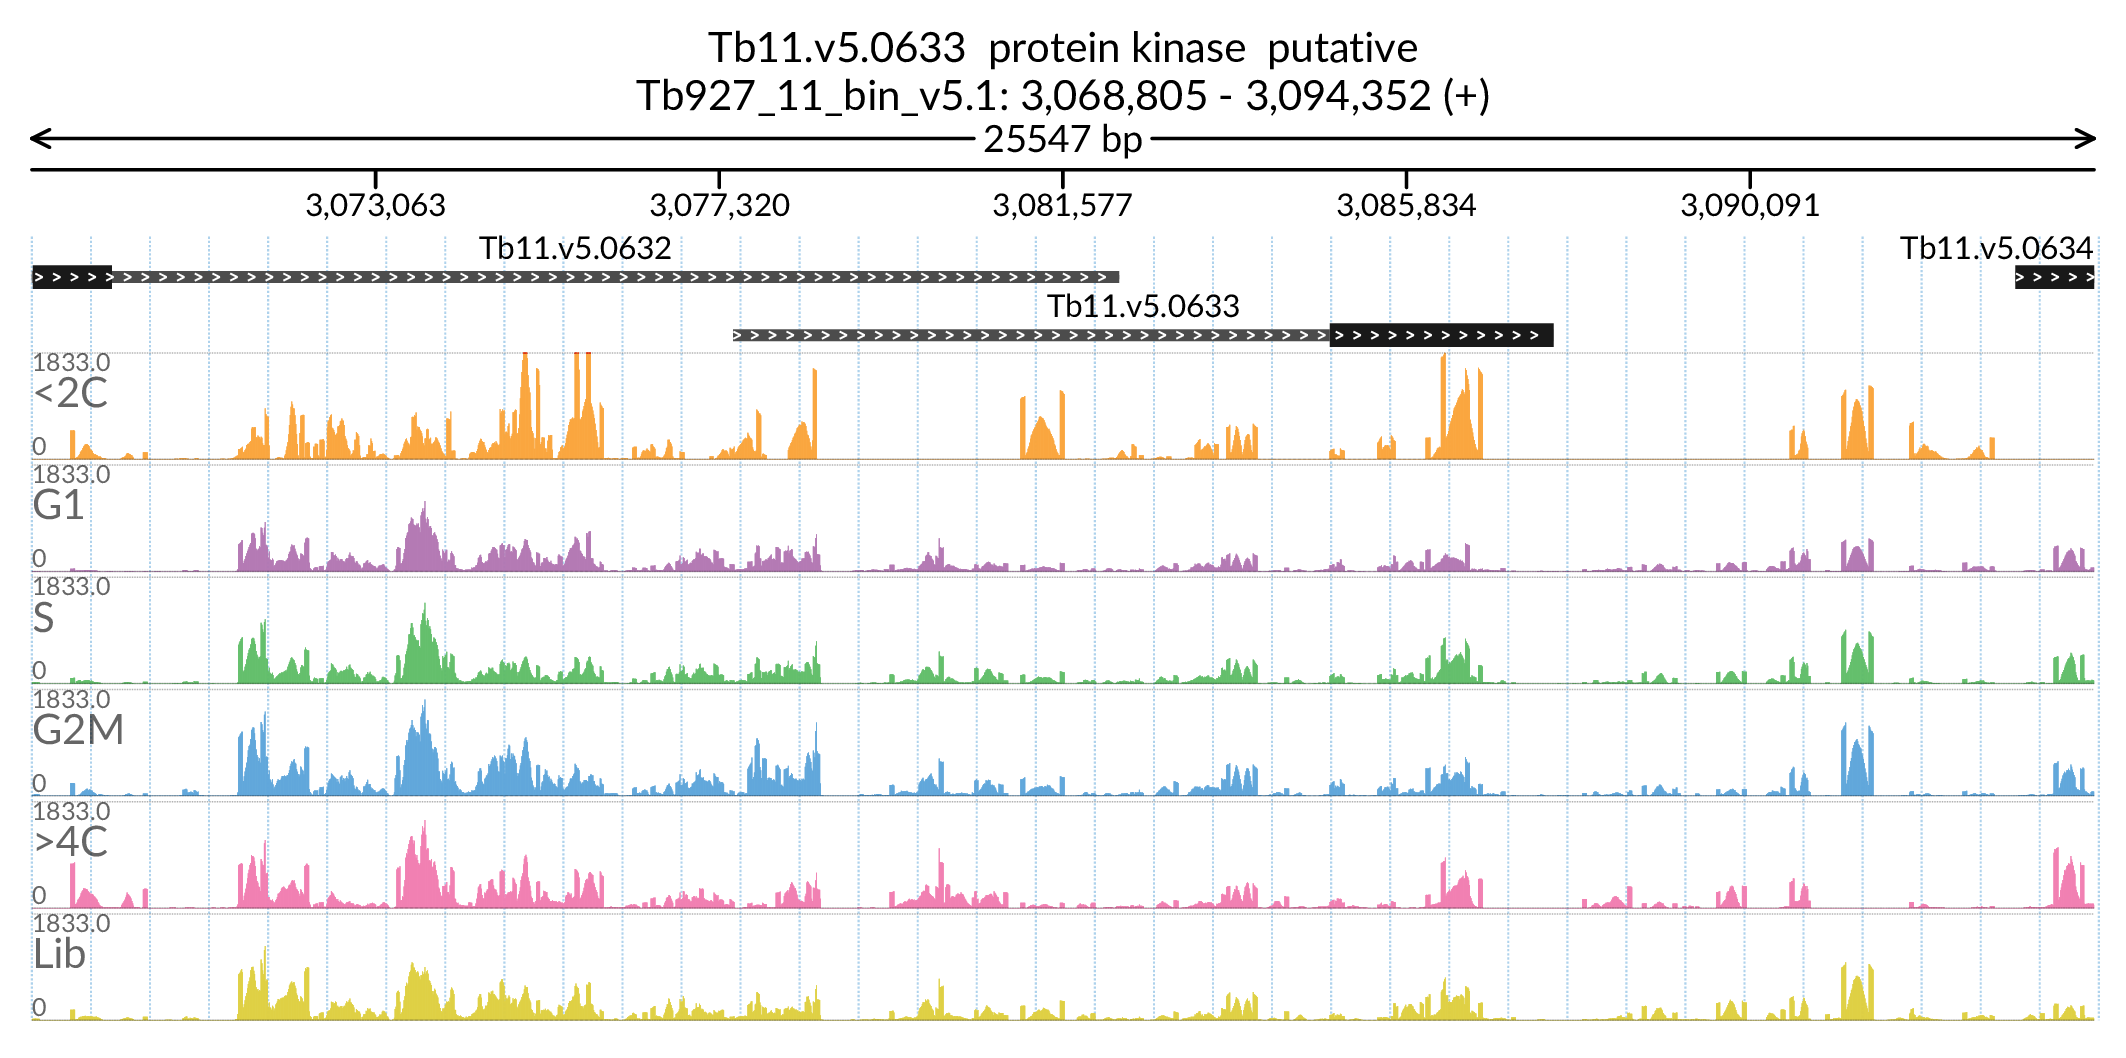 Tb11.v5.0633 protein kinase putative
Tb927_11_bin_v5.1: 3,068,805 - 3,094,352 (+)
25547 bp
3,073,063 3,077,320 3,081,577 3,085,834 3,090,091
Tb11.v5.0632 Tb11.v5.0634
Tb11.v5.0633
1833.0
<2C
0
1833.0
G1
0
1833.0
S
0
1833.0
G2M
0
1833.0
>4C
0
1833.0
Lib
0